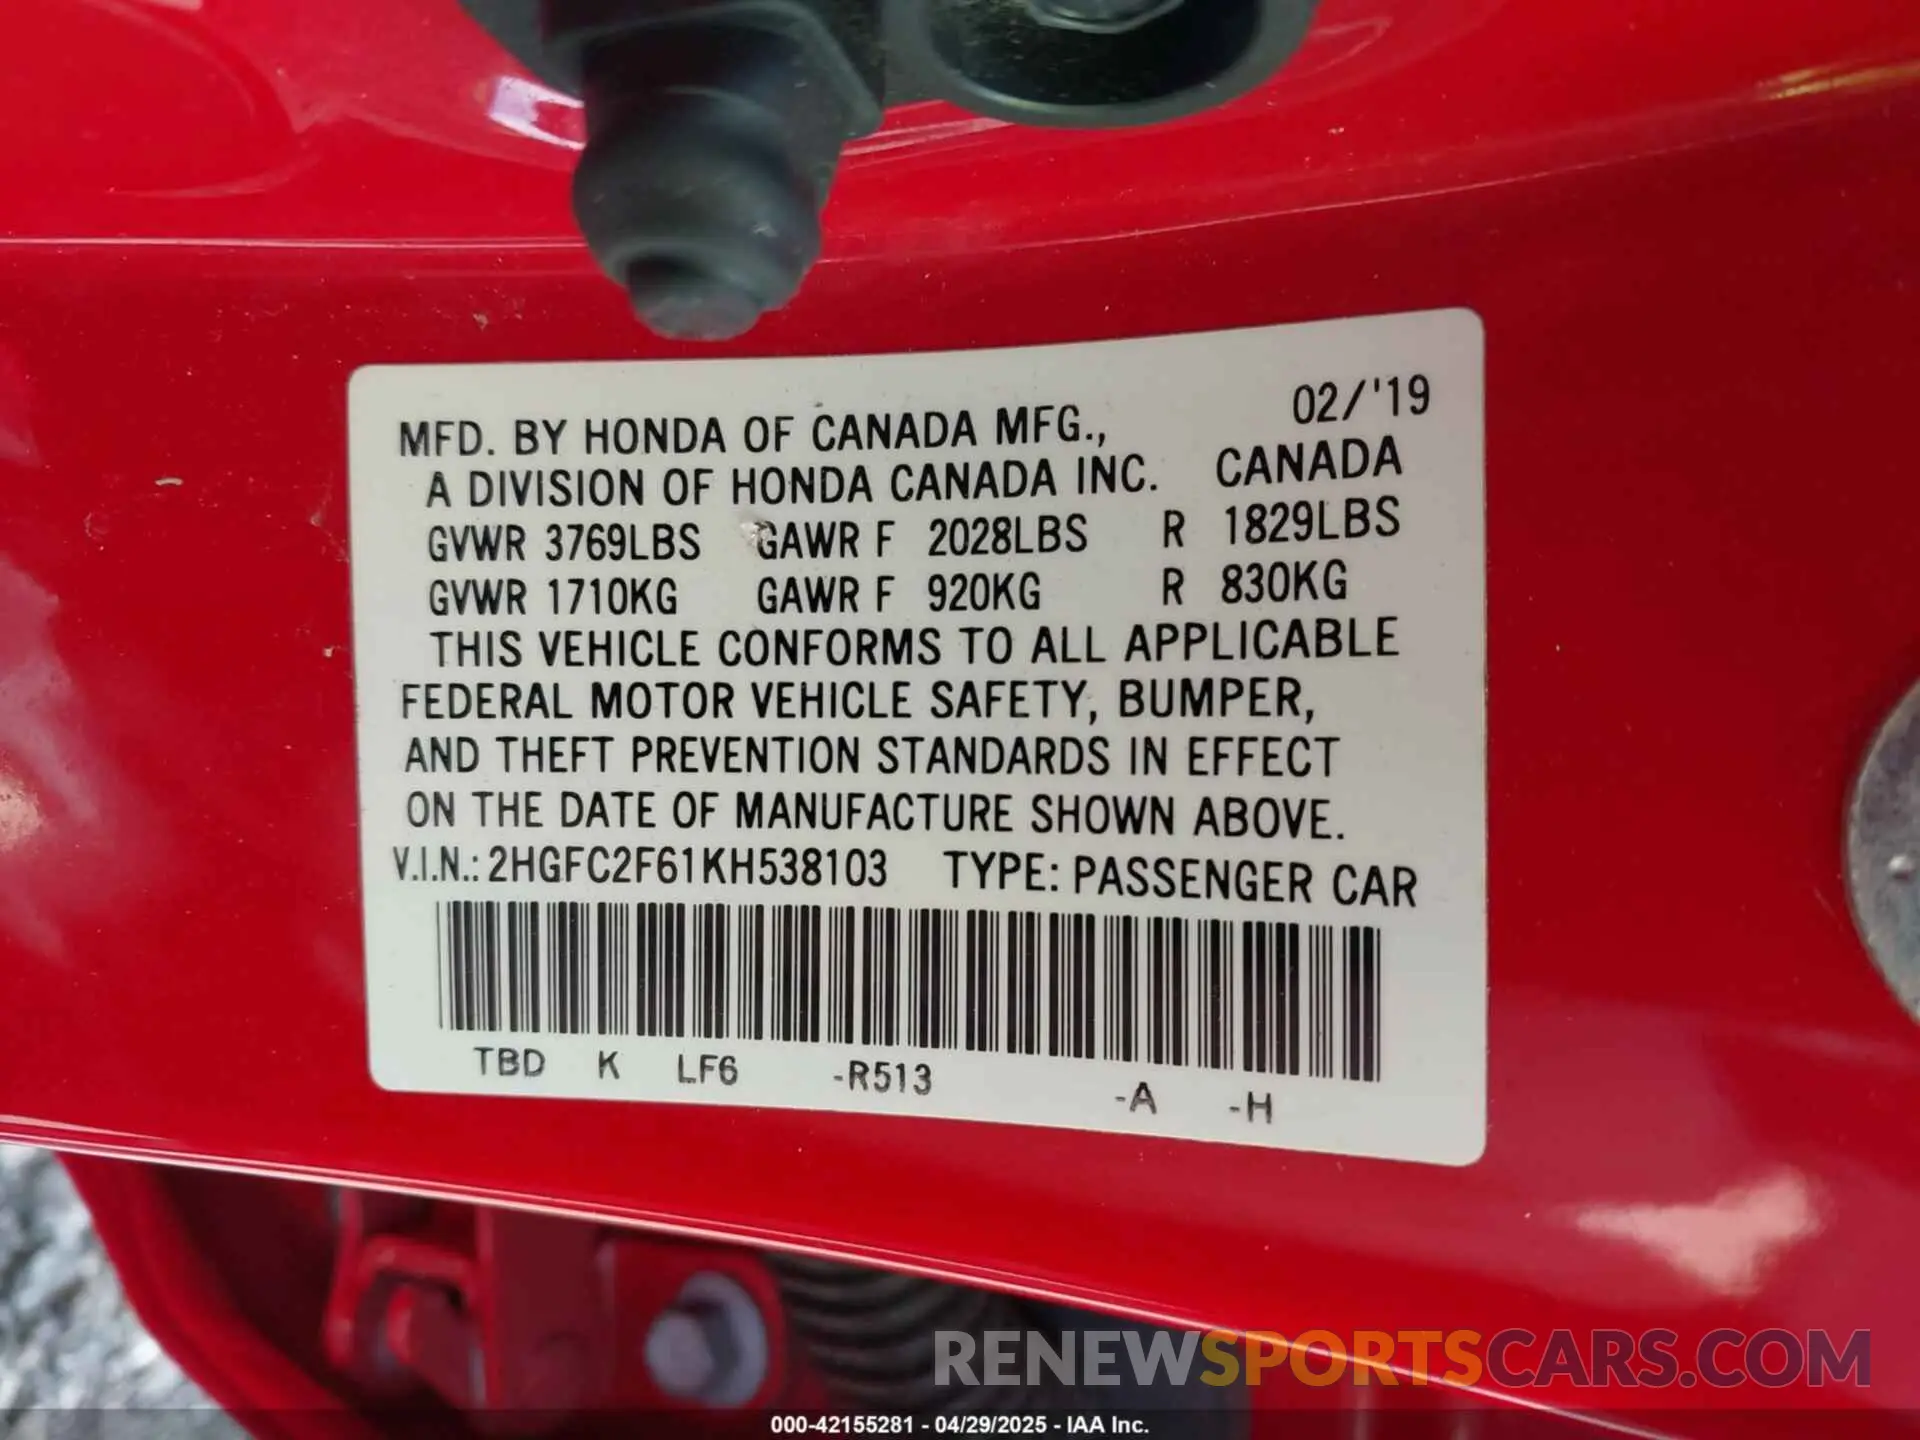 02/'19
MFD. BY HONDA OF CANADA MFG.,
A DIVISION OF HONDA CANADA INC. CANADA
GVWR 3769LBS GAWR F 2028LBS R 1829LBS
GVWR 1710KG GAWR F 920KG R 830KG
THIS VEHICLE CONFORMS TO ALL APPLICABLE
FEDERAL MOTOR VEHICLE SAFETY, BUMPER,
AND THEFT PREVENTION STANDARDS IN EFFECT
ON THE DATE OF MANUFACTURE SHOWN ABOVE.
V.I.N.: 2HGFC2F61KH538103 TYPE: PASSENGER CAR
TBD K LF6 -R513 -A -H
RENEWSPORTSCARS.COM
000-42155281 - 04/29/2025 - IAA Inc.